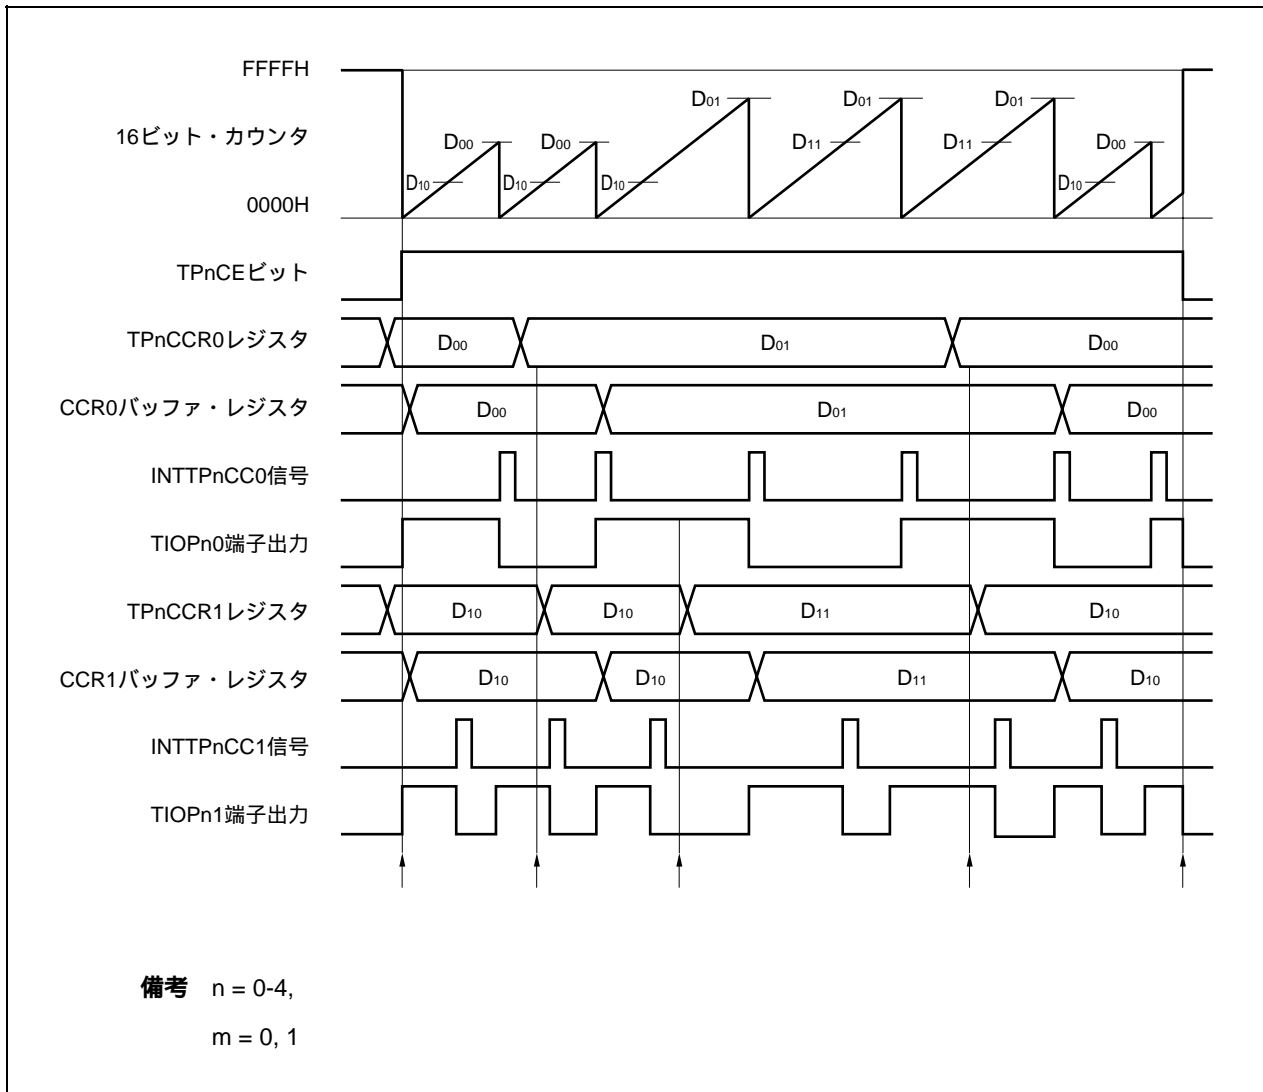 FFFFH
D01 D01 D01
16ビット・カウンタ
D00 D00 D11 D11 D00
D10 D10 D10 D10
0000H
TPnCEビット
TPnCCR0レジスタ D00 D01 D00
CCR0バッファ・レジスタ D00 D01 D00
INTTPnCC0信号
TIOPn0端子出力
TPnCCR1レジスタ D10 D10 D11 D10
CCR1バッファ・レジスタ D10 D10 D11 D10
INTTPnCC1信号
TIOPn1端子出力
備考 n = 0-4,
m = 0, 1